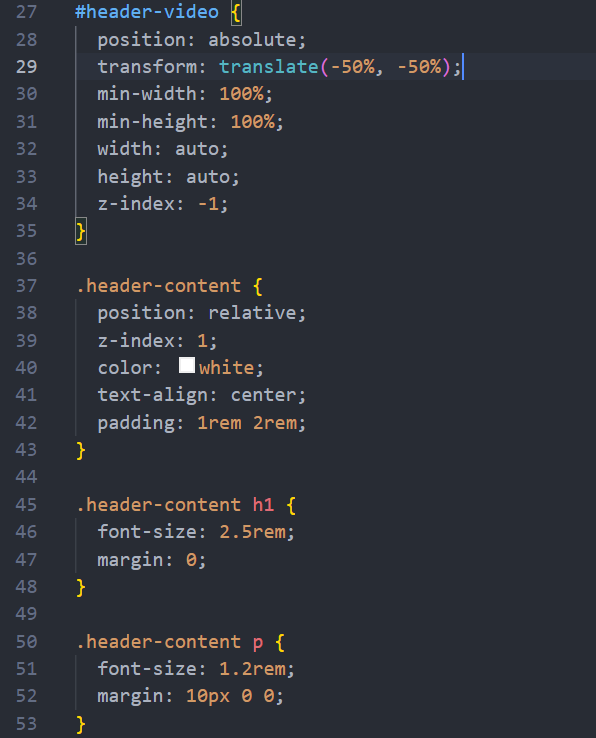 27 #header-video {
28 position: absolute;
29 transform: translate(-50%, -50%);
30 min-width: 100%;
31 min-height: 100%;
32 width: auto;
33 height: auto;
34 z-index: -1;
35 }
36
37 .header-content {
38 position: relative;
39 z-index: 1;
40 color: white;
41 text-align: center;
42 padding: 1rem 2rem;
43 }
44
45 .header-content h1 {
46 font-size: 2.5rem;
47 margin: 0;
48 }
49
50 .header-content p {
51 font-size: 1.2rem;
52 margin: 10px 0 0;
53 }